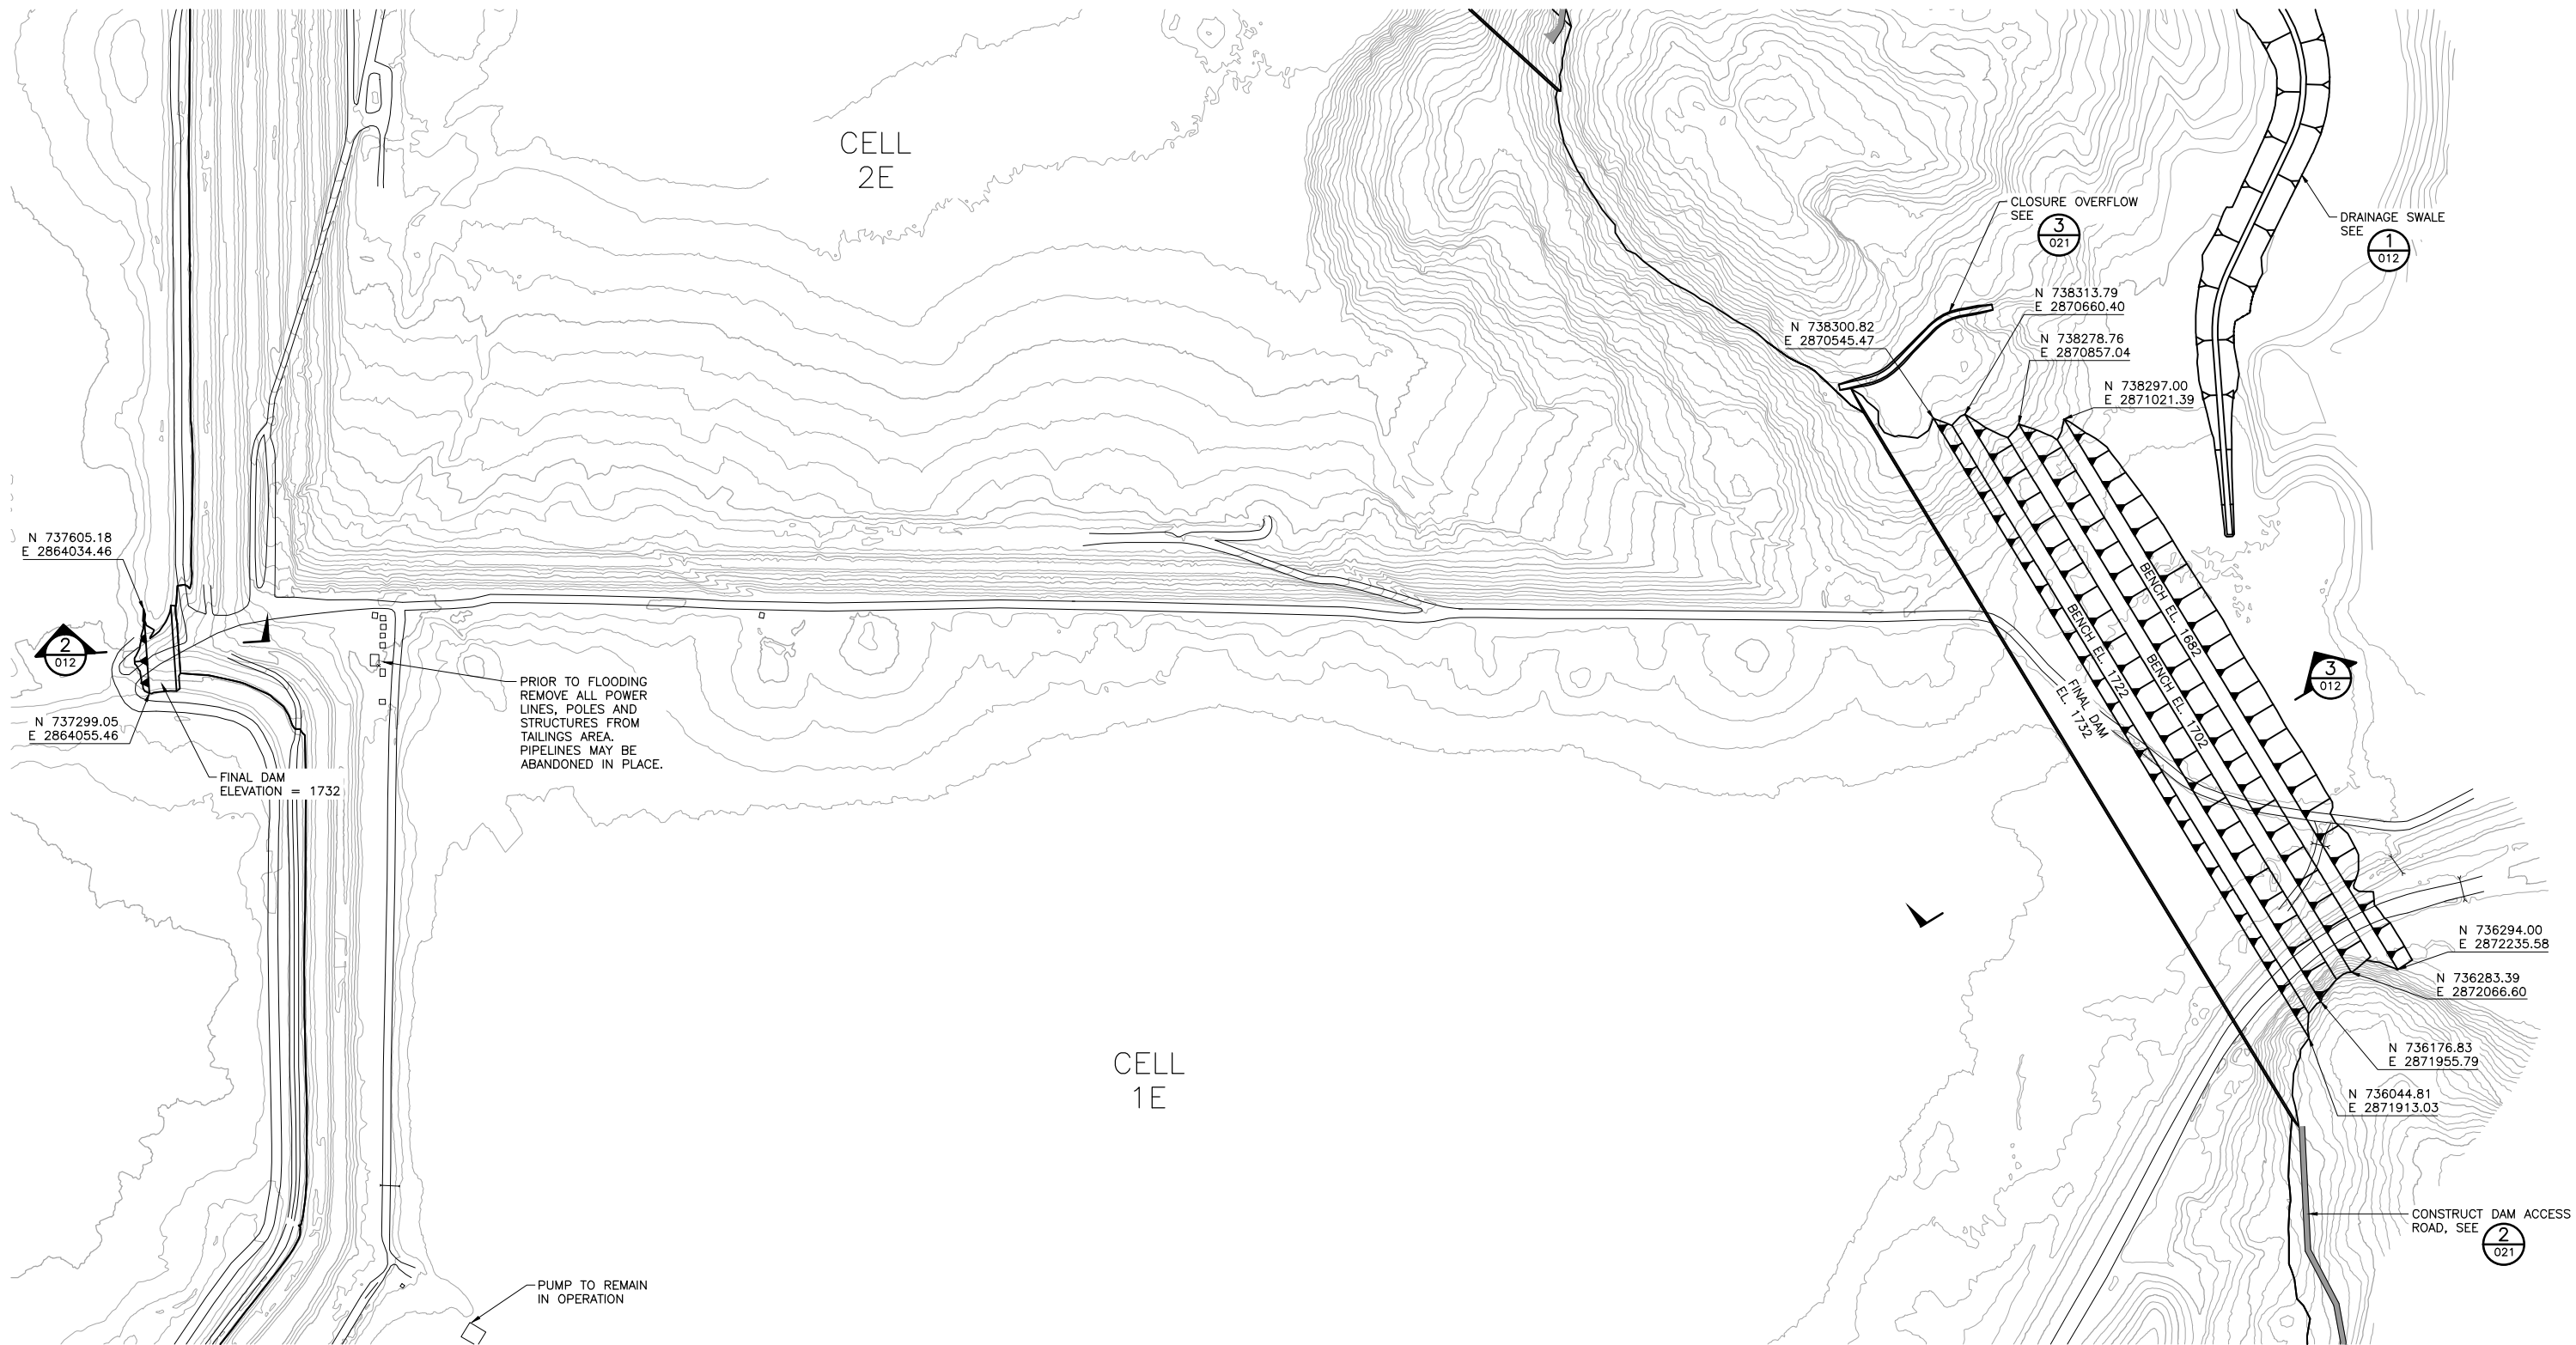 CELL
2E
CLOSURE OVERFLOW
SEE
3
021
DRAINAGE SWALE
SEE
1
012
N 738313.79
E 2870660.40
N 738300.82
E 2870545.47
N 738278.76
E 2870857.04
N 738297.00
E 2871021.39
N 737605.18
E 2864034.46
2
012
N 737299.05
E 2864055.46
FINAL DAM
ELEVATION = 1732
PRIOR TO FLOODING
REMOVE ALL POWER
LINES, POLES AND
STRUCTURES FROM
TAILINGS AREA.
PIPELINES MAY BE
ABANDONED IN PLACE.
BENCH EL. 1682
BENCH EL. 1722
BENCH EL. 1702
FINAL DAM
EL. 1732
3
012
N 736294.00
E 2872235.58
N 736283.39
E 2872066.60
N 736176.83
E 2871955.79
N 736044.81
E 2871913.03
CELL
1E
CONSTRUCT DAM ACCESS
ROAD, SEE
2
021
PUMP TO REMAIN
IN OPERATION